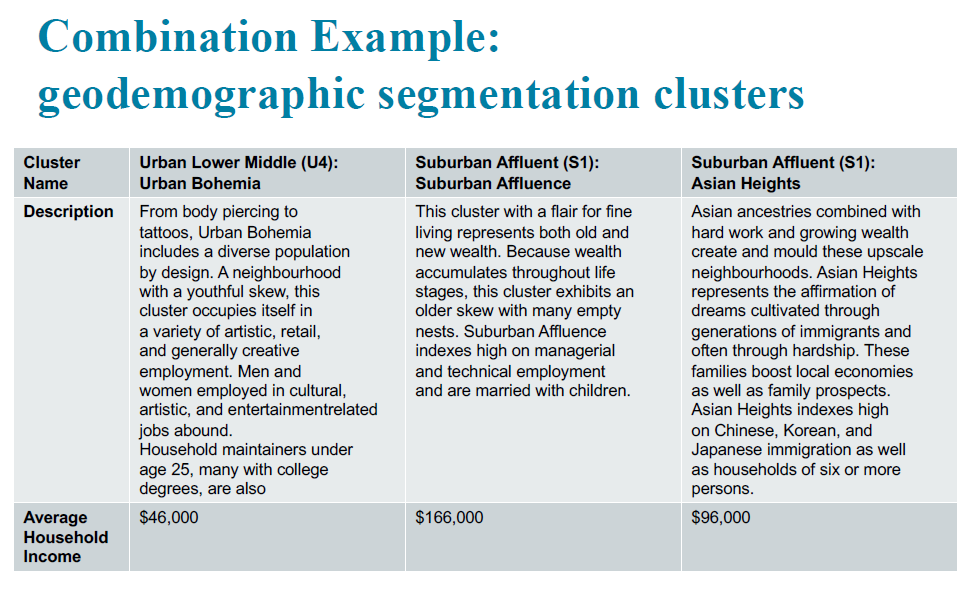 Combination Example:
geodemographic segmentation clusters
Cluster
Name
Urban Lower Middle (U4):
Urban Bohemia
Suburban Affluent (S1):
Suburban Affluence
Suburban Affluent (S1):
Asian Heights
Description
From body piercing to
tattoos, Urban Bohemia
includes a diverse population
by design. A neighbourhood
with a youthful skew, this
cluster occupies itself in
a variety of artistic, retail,
and generally creative
employment. Men and
women employed in cultural,
artistic, and entertainmentrelated
jobs abound.
Household maintainers under
age 25, many with college
degrees, are also
This cluster with a flair for fine
living represents both old and
new wealth. Because wealth
accumulates throughout life
stages, this cluster exhibits an
older skew with many empty
nests. Suburban Affluence
indexes high on managerial
and technical employment
and are married with children.
Asian ancestries combined with
hard work and growing wealth
create and mould these upscale
neighbourhoods. Asian Heights
represents the affirmation of
dreams cultivated through
generations of immigrants and
often through hardship. These
families boost local economies
as well as family prospects.
Asian Heights indexes high
on Chinese, Korean, and
Japanese immigration as well
as households of six or more
persons.
Average
Household
Income
$46,000
$166,000
$96,000